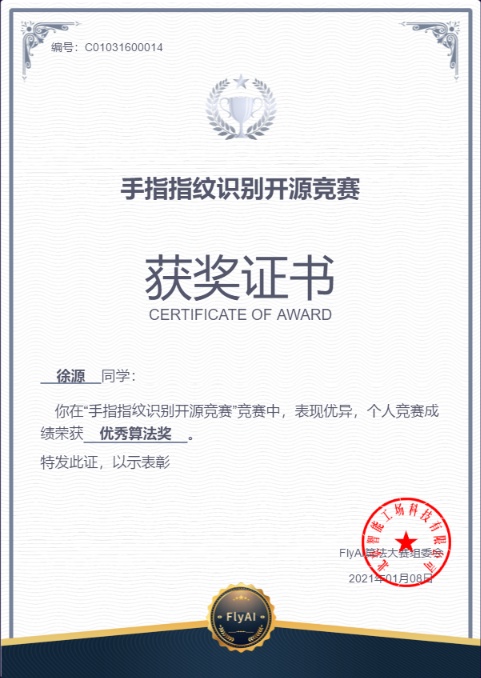 编号：C01031600014
手指指纹识别开源竞赛
获奖证书
CERTIFICATE OF AWARD
徐源 同学：
你在“手指指纹识别开源竞赛”竞赛中，表现优异，个人竞赛成
绩荣获 优秀算法奖 。
特发此证，以示表彰
智能工场科技有限公司
FlyAI算法大赛组委会
2021年01月08日
FlyAI